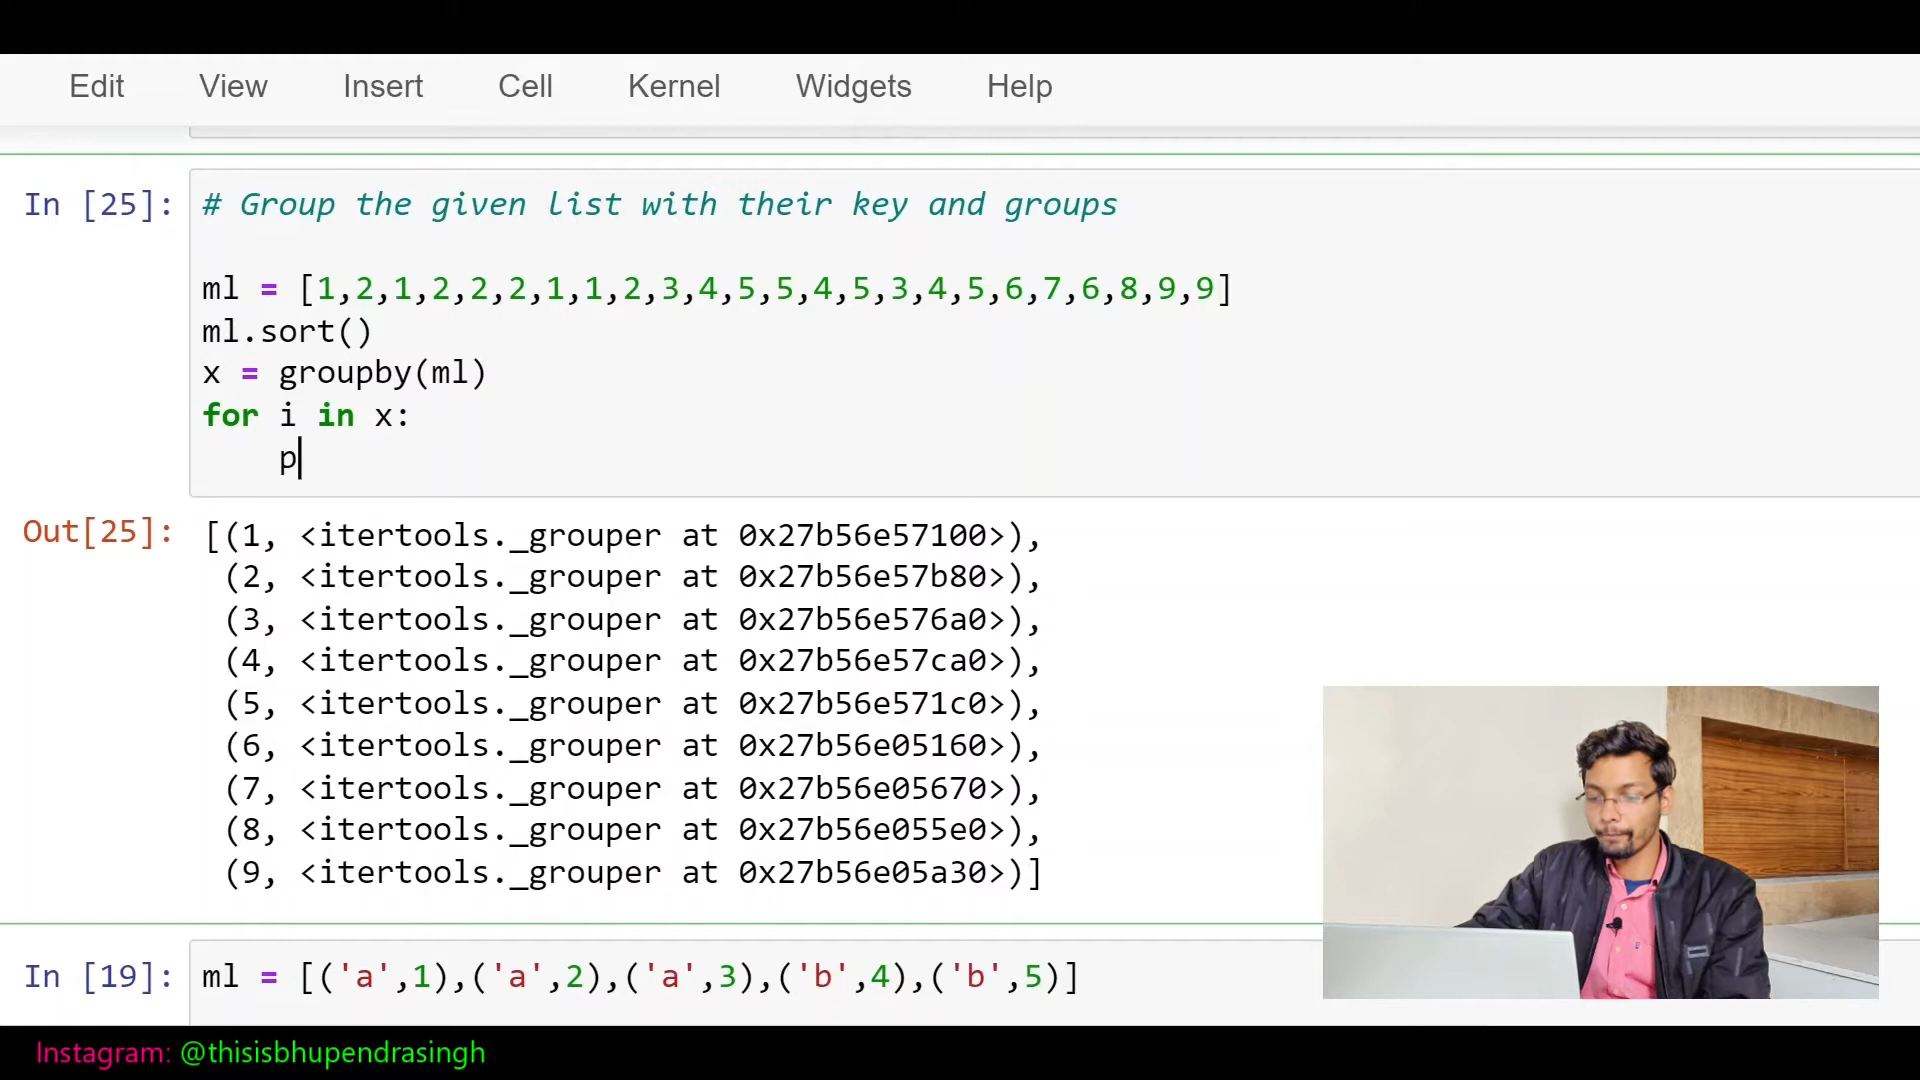 Edit View Insert Cell Kernel Widgets Help
In [25]: # Group the given list with their key and groups
ml = [1,2,1,2,2,2,1,1,2,3,4,5,5,4,5,3,4,5,6,7,6,8,9,9]
ml.sort()
x = groupby(ml)
for i in x:
    p
Out[25]: [(1, <itertools._grouper at 0x27b56e57100>),
(2, <itertools._grouper at 0x27b56e57b80>),
(3, <itertools._grouper at 0x27b56e576a0>),
(4, <itertools._grouper at 0x27b56e57ca0>),
(5, <itertools._grouper at 0x27b56e571c0>),
(6, <itertools._grouper at 0x27b56e05160>),
(7, <itertools._grouper at 0x27b56e05670>),
(8, <itertools._grouper at 0x27b56e055e0>),
(9, <itertools._grouper at 0x27b56e05a30>)]
In [19]: ml = [('a',1),('a',2),('a',3),('b',4),('b',5)]
Instagram: @thisisbhupendrasingh